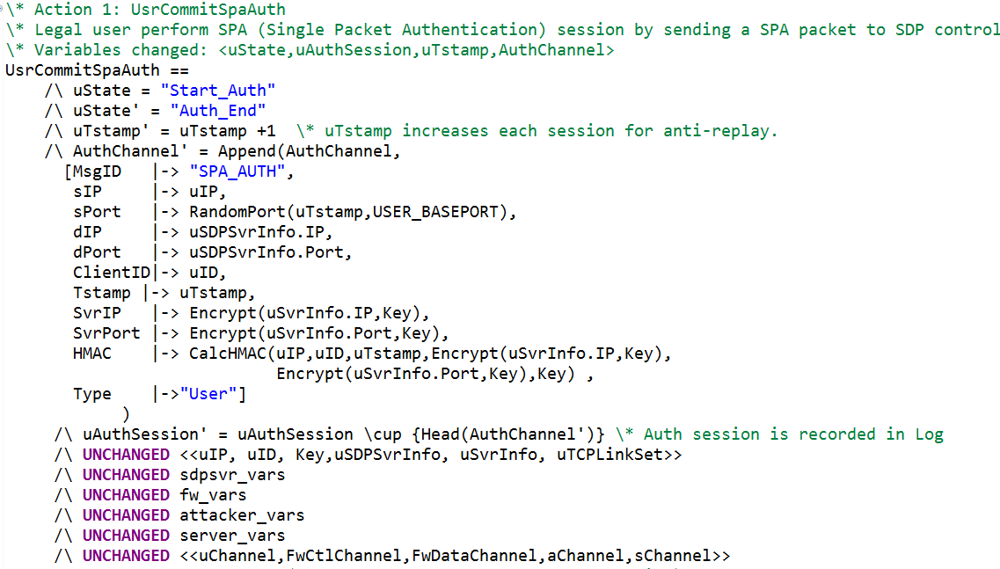 \* Action 1: UsrCommitSpaAuth
\* Legal user perform SPA (Single Packet Authentication) session by sending a SPA packet to SDP control
\* Variables changed: <uState,uAuthSession,uTstamp,AuthChannel>
UsrCommitSpaAuth ==
    /\ uState = "Start_Auth"
    /\ uState' = "Auth_End"
    /\ uTstamp' = uTstamp +1  \* uTstamp increases each session for anti-replay.
    /\ AuthChannel' = Append(AuthChannel,
      [MsgID   |-> "SPA_AUTH",
       sIP     |-> uIP,
       sPort   |-> RandomPort(uTstamp,USER_BASEPORT),
       dIP     |-> uSDPSvrInfo.IP,
       dPort   |-> uSDPSvrInfo.Port,
       ClientID|-> uID,
       Tstamp |-> uTstamp,
       SvrIP   |-> Encrypt(uSvrInfo.IP,Key),
       SvrPort |-> Encrypt(uSvrInfo.Port,Key),
       HMAC    |-> CalcHMAC(uIP,uID,uTstamp,Encrypt(uSvrInfo.IP,Key),
                            Encrypt(uSvrInfo.Port,Key),Key) ,
       Type    |->"User"]
            )
     /\ uAuthSession' = uAuthSession \cup {Head(AuthChannel')} \* Auth session is recorded in Log
     /\ UNCHANGED <<uIP, uID, Key,uSDPSvrInfo, uSvrInfo, uTCPLinkSet>>
     /\ UNCHANGED sdpsvr_vars
     /\ UNCHANGED fw_vars
     /\ UNCHANGED attacker_vars
     /\ UNCHANGED server_vars
     /\ UNCHANGED <<uChannel,FwCtlChannel,FwDataChannel,aChannel,sChannel>>